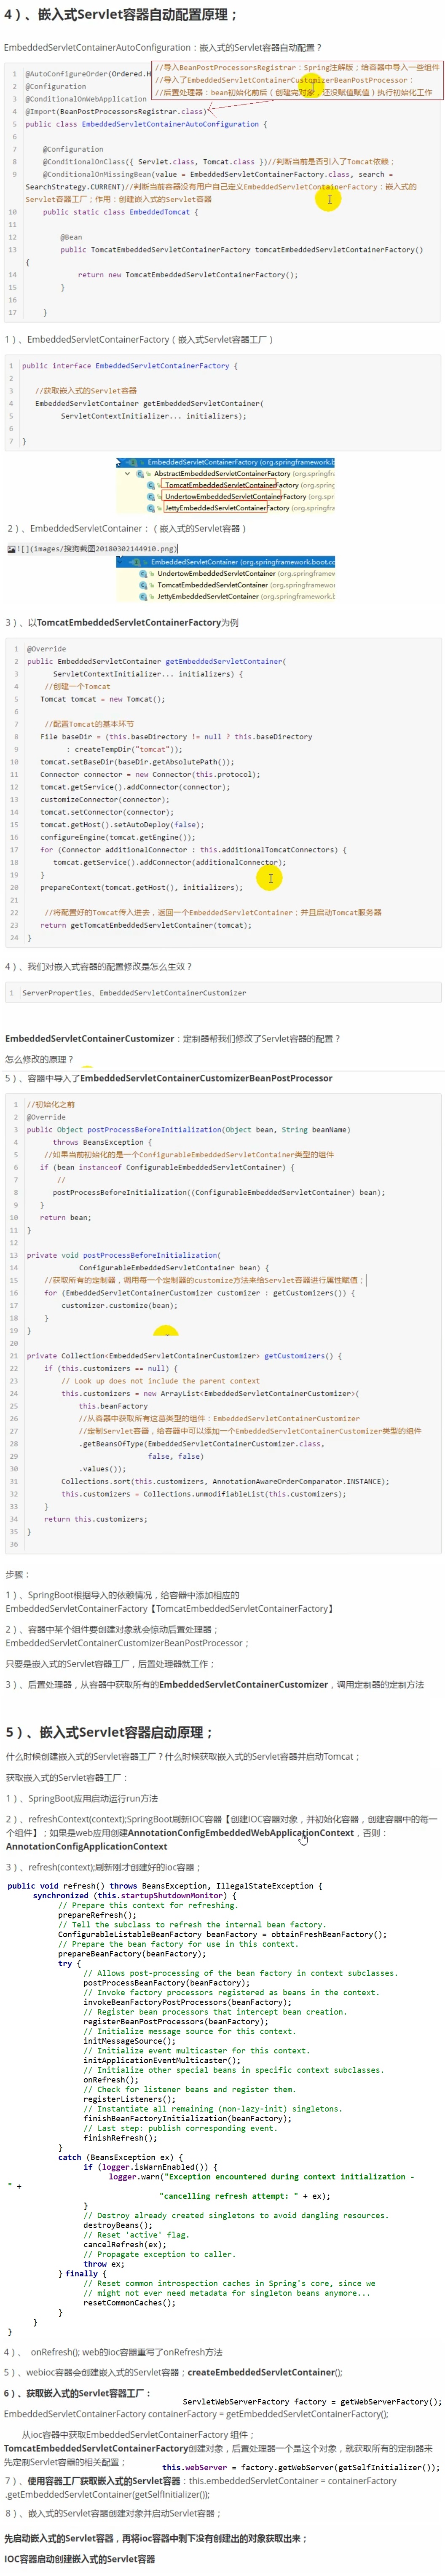 4）、嵌入式Servlet容器自动配置原理；
EmbeddedServletContainerAutoConfiguration：嵌入式的Servlet容器自动配置？
//导入BeanPostProcessorsRegistrar：Spring注解版；给容器中导入一些组件
//导入了EmbeddedServletContainerCustomizerBeanPostProcessor：
//后置处理器：bean初始化前后（创建完对象，还没赋值赋值）执行初始化工作
1 @AutoConfigureOrder(Ordered.H
2 @Configuration
3 @ConditionalOnWebApplication
4 @Import(BeanPostProcessorsRegistrar.class)
5 public class EmbeddedServletContainerAutoConfiguration {
6
7 @Configuration
8 @ConditionalOnClass({ Servlet.class, Tomcat.class })//判断当前是否引入了Tomcat依赖；
9 @ConditionalOnMissingBean(value = EmbeddedServletContainerFactory.class, search =
SearchStrategy.CURRENT)//判断当前容器没有用户自己定义EmbeddedServletContainerFactory：嵌入式的
Servlet容器工厂；作用：创建嵌入式的Servlet容器
10 public static class EmbeddedTomcat {
11
12 @Bean
13 public TomcatEmbeddedServletContainerFactory tomcatEmbeddedServletContainerFactory()
{
14 return new TomcatEmbeddedServletContainerFactory();
15 }
16
17 }
1）、EmbeddedServletContainerFactory（嵌入式Servlet容器工厂）
1 public interface EmbeddedServletContainerFactory {
2
3 //获取嵌入式的Servlet容器
4 EmbeddedServletContainer getEmbeddedServletContainer(
5 ServletContextInitializer... initializers);
6
7 }
EmbeddedServletContainerFactory (org.springframework.b
AbstractEmbeddedServletContainerFactory (org.springfr
TomcatEmbeddedServletContainerFactory (org.spring
UndertowEmbeddedServletContainerFactory (org.spri
JettyEmbeddedServletContainerFactory (org.springfra
2）、EmbeddedServletContainer：（嵌入式的Servlet容器）
![](images/搜狗截图20180302144910.png)
EmbeddedServletContainer (org.springframework.boot.co
UndertowEmbeddedServletContainer (org.springframew
TomcatEmbeddedServletContainer (org.springframewor
JettyEmbeddedServletContainer (org.springframework.b
3）、以TomcatEmbeddedServletContainerFactory为例
1 @Override
2 public EmbeddedServletContainer getEmbeddedServletContainer(
3 ServletContextInitializer... initializers) {
4 //创建一个Tomcat
5 Tomcat tomcat = new Tomcat();
6
7 //配置Tomcat的基本环节
8 File baseDir = (this.baseDirectory != null ? this.baseDirectory
9 : createTempDir("tomcat"));
10 tomcat.setBaseDir(baseDir.getAbsolutePath());
11 Connector connector = new Connector(this.protocol);
12 tomcat.getService().addConnector(connector);
13 customizeConnector(connector);
14 tomcat.setConnector(connector);
15 tomcat.getHost().setAutoDeploy(false);
16 configureEngine(tomcat.getEngine());
17 for (Connector additionalConnector : this.additionalTomcatConnectors) {
18 tomcat.getService().addConnector(additionalConnector);
19 }
20 prepareContext(tomcat.getHost(), initializers);
21
22 //将配置好的Tomcat传入进去，返回一个EmbeddedServletContainer；并且启动Tomcat服务器
23 return getTomcatEmbeddedServletContainer(tomcat);
24 }
4）、我们对嵌入式容器的配置修改是怎么生效？
1 ServerProperties、EmbeddedServletContainerCustomizer
EmbeddedServletContainerCustomizer：定制器帮我们修改了Servlet容器的配置？
怎么修改的原理？
5）、容器中导入了EmbeddedServletContainerCustomizerBeanPostProcessor
1 //初始化之前
2 @Override
3 public Object postProcessBeforeInitialization(Object bean, String beanName)
4 throws BeansException {
5 //如果当前初始化的是一个ConfigurableEmbeddedServletContainer类型的组件
6 if (bean instanceof ConfigurableEmbeddedServletContainer) {
7 //
8 postProcessBeforeInitialization((ConfigurableEmbeddedServletContainer) bean);
9 }
10 return bean;
11 }
12
13 private void postProcessBeforeInitialization(
14 ConfigurableEmbeddedServletContainer bean) {
15 //获取所有的定制器，调用每一个定制器的customize方法来给Servlet容器进行属性赋值；
16 for (EmbeddedServletContainerCustomizer customizer : getCustomizers()) {
17 customizer.customize(bean);
18 }
19 }
20
21 private Collection<EmbeddedServletContainerCustomizer> getCustomizers() {
22 if (this.customizers == null) {
23 // Look up does not include the parent context
24 this.customizers = new ArrayList<EmbeddedServletContainerCustomizer>(
25 this.beanFactory
26 //从容器中获取所有这葛类型的组件：EmbeddedServletContainerCustomizer
27 //定制Servlet容器，给容器中可以添加一个EmbeddedServletContainerCustomizer类型的组件
28 .getBeansOfType(EmbeddedServletContainerCustomizer.class,
29 false, false)
30 .values());
31 Collections.sort(this.customizers, AnnotationAwareOrderComparator.INSTANCE);
32 this.customizers = Collections.unmodifiableList(this.customizers);
33 }
34 return this.customizers;
35 }
36
步骤：
1）、SpringBoot根据导入的依赖情况，给容器中添加相应的
EmbeddedServletContainerFactory【TomcatEmbeddedServletContainerFactory】
2）、容器中某个组件要创建对象就会惊动后置处理器；
EmbeddedServletContainerCustomizerBeanPostProcessor；
只要是嵌入式的Servlet容器工厂，后置处理器就工作；
3）、后置处理器，从容器中获取所有的EmbeddedServletContainerCustomizer，调用定制器的定制方法
5）、嵌入式Servlet容器启动原理；
什么时候创建嵌入式的Servlet容器工厂？什么时候获取嵌入式的Servlet容器并启动Tomcat；
获取嵌入式的Servlet容器工厂：
1）、SpringBoot应用启动运行run方法
2）、refreshContext(context);SpringBoot刷新IOC容器【创建IOC容器对象，并初始化容器，创建容器中的每一
个组件】；如果是web应用创建AnnotationConfigEmbeddedWebApplicationContext，否则：
AnnotationConfigApplicationContext
3）、refresh(context);刷新刚才创建好的ioc容器；
public void refresh() throws BeansException, IllegalStateException {
synchronized (this.startupShutdownMonitor) {
// Prepare this context for refreshing.
prepareRefresh();
// Tell the subclass to refresh the internal bean factory.
ConfigurableListableBeanFactory beanFactory = obtainFreshBeanFactory();
// Prepare the bean factory for use in this context.
prepareBeanFactory(beanFactory);
try {
// Allows post-processing of the bean factory in context subclasses.
postProcessBeanFactory(beanFactory);
// Invoke factory processors registered as beans in the context.
invokeBeanFactoryPostProcessors(beanFactory);
// Register bean processors that intercept bean creation.
registerBeanPostProcessors(beanFactory);
// Initialize message source for this context.
initMessageSource();
// Initialize event multicaster for this context.
initApplicationEventMulticaster();
// Initialize other special beans in specific context subclasses.
onRefresh();
// Check for listener beans and register them.
registerListeners();
// Instantiate all remaining (non-lazy-init) singletons.
finishBeanFactoryInitialization(beanFactory);
// Last step: publish corresponding event.
finishRefresh();
}
catch (BeansException ex) {
if (logger.isWarnEnabled()) {
logger.warn("Exception encountered during context initialization -
" +
"cancelling refresh attempt: " + ex);
}
// Destroy already created singletons to avoid dangling resources.
destroyBeans();
// Reset 'active' flag.
cancelRefresh(ex);
// Propagate exception to caller.
throw ex;
} finally {
// Reset common introspection caches in Spring's core, since we
// might not ever need metadata for singleton beans anymore...
resetCommonCaches();
}
}
}
4）、 onRefresh(); web的ioc容器重写了onRefresh方法
5）、webioc容器会创建嵌入式的Servlet容器；createEmbeddedServletContainer();
6）、获取嵌入式的Servlet容器工厂：
ServletWebServerFactory factory = getWebServerFactory();
EmbeddedServletContainerFactory containerFactory = getEmbeddedServletContainerFactory();
从ioc容器中获取EmbeddedServletContainerFactory 组件；
TomcatEmbeddedServletContainerFactory创建对象，后置处理器一个是这个对象，就获取所有的定制器来
先定制Servlet容器的相关配置；
this.webServer = factory.getWebServer(getSelfInitializer());
7）、使用容器工厂获取嵌入式的Servlet容器：this.embeddedServletContainer = containerFactory
.getEmbeddedServletContainer(getSelfInitializer());
8）、嵌入式的Servlet容器创建对象并启动Servlet容器；
先启动嵌入式的Servlet容器，再将ioc容器中剩下没有创建出的对象获取出来；
IOC容器启动创建嵌入式的Servlet容器